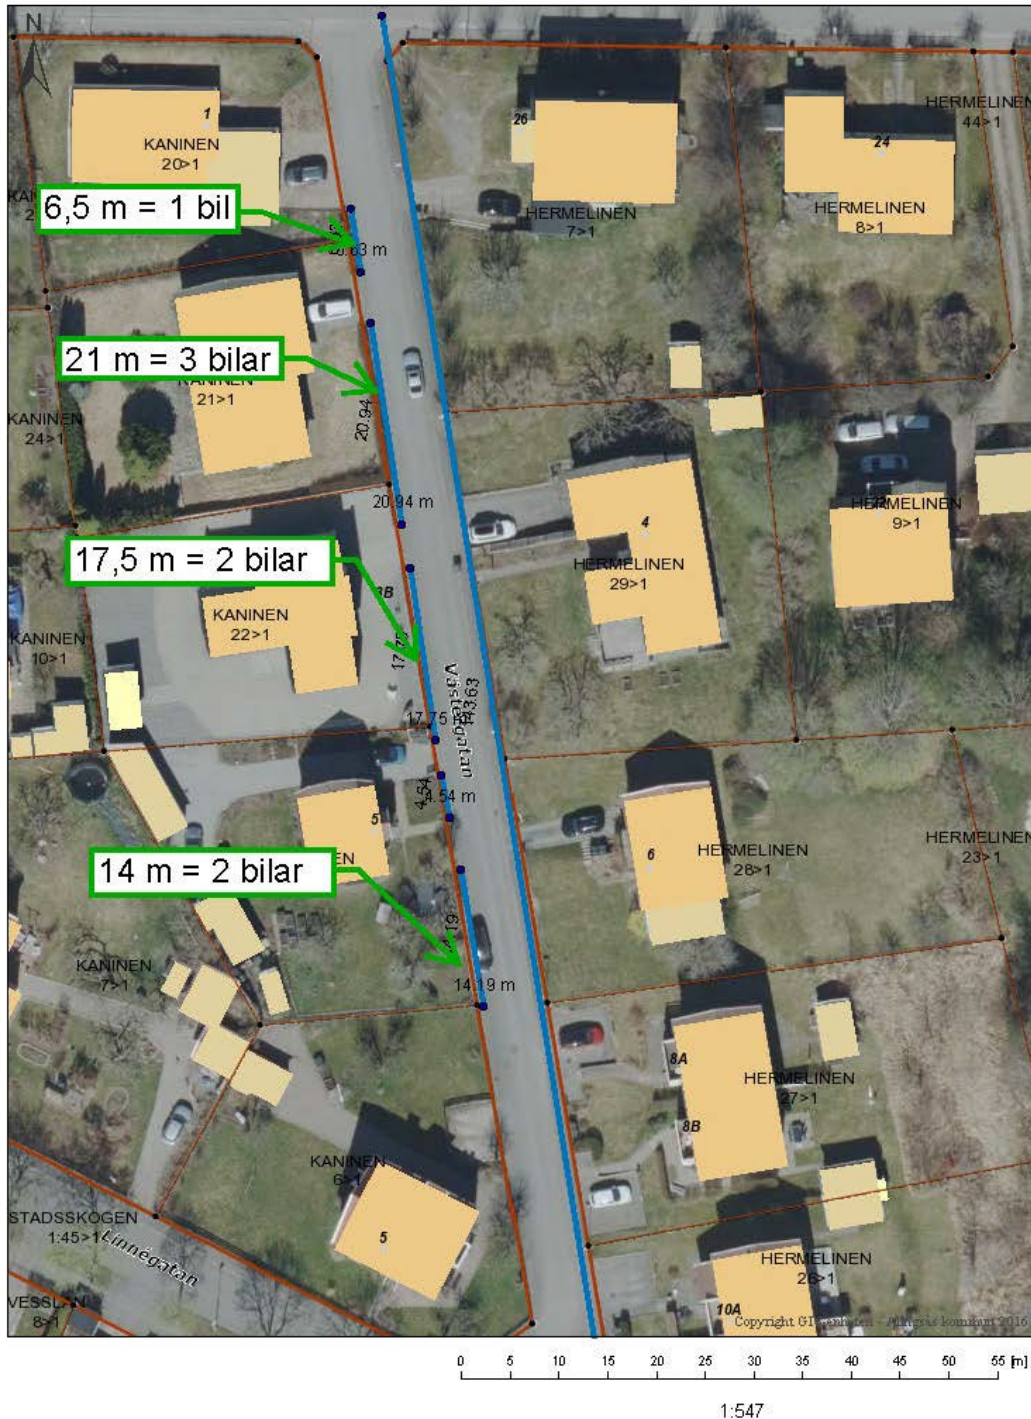 N
1
KANINEN
20>1
26
HERMELINEN
7>1
24
HERMELINEN
8>1
HERMELINEN
44>1
6,5 m = 1 bil
6.63 m
21 m = 3 bilar
KANINEN
21>1
20.94
20.94 m
KANINEN
24>1
4
HERMELINEN
29>1
HERMELINEN
9>1
17,5 m = 2 bilar
KANINEN
22>1
KANINEN
10>1
17.75
17.75 m
Västergatan
4.54
4.54 m
5
6
HERMELINEN
28>1
HERMELINEN
23>1
14 m = 2 bilar
14.19 m
KANINEN
7>1
8A
8B
HERMELINEN
27>1
KANINEN
6>1
5
STADSSKOGEN
1:45>1
Linnégatan
VESSLAN
8>1
HERMELINEN
26>1
10A
0 5 10 15 20 25 30 35 40 45 50 55 [m]
1:547